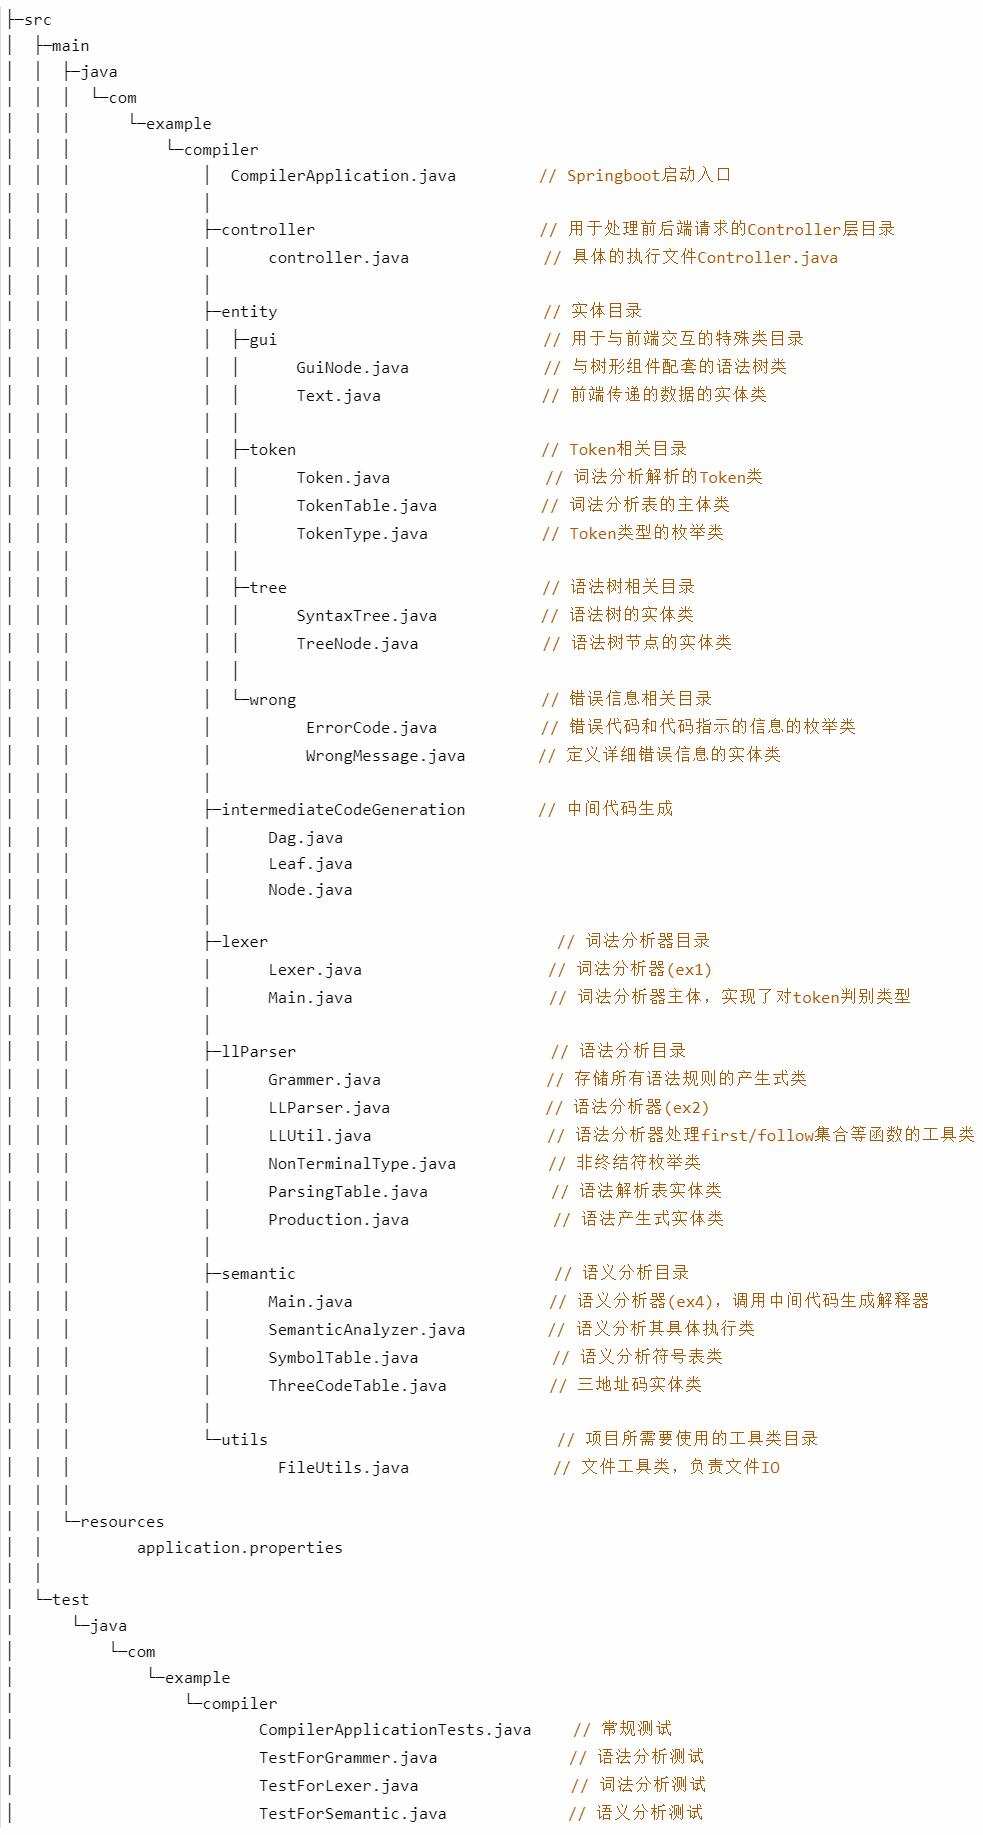 ├─src
│  ├─main
│  │  ├─java
│  │  │  └─com
│  │  │      └─example
│  │  │          └─compiler
│  │  │              │  CompilerApplication.java         // Springboot启动入口
│  │  │              │
│  │  │              ├─controller                        // 用于处理前后端请求的Controller层目录
│  │  │              │      controller.java              // 具体的执行文件Controller.java
│  │  │              │
│  │  │              ├─entity                            // 实体目录
│  │  │              │  ├─gui                            // 用于与前端交互的特殊类目录
│  │  │              │  │      GuiNode.java              // 与树形组件配套的语法树类
│  │  │              │  │      Text.java                 // 前端传递的数据的实体类
│  │  │              │  │
│  │  │              │  ├─token                          // Token相关目录
│  │  │              │  │      Token.java                // 词法分析解析的Token类
│  │  │              │  │      TokenTable.java           // 词法分析表的主体类
│  │  │              │  │      TokenType.java            // Token类型的枚举类
│  │  │              │  │
│  │  │              │  ├─tree                           // 语法树相关目录
│  │  │              │  │      SyntaxTree.java           // 语法树的实体类
│  │  │              │  │      TreeNode.java             // 语法树节点的实体类
│  │  │              │  │
│  │  │              │  └─wrong                          // 错误信息相关目录
│  │  │              │          ErrorCode.java           // 错误代码和代码指示的信息的枚举类
│  │  │              │          WrongMessage.java        // 定义详细错误信息的实体类
│  │  │              │
│  │  │              ├─intermediateCodeGeneration        // 中间代码生成
│  │  │              │      Dag.java
│  │  │              │      Leaf.java
│  │  │              │      Node.java
│  │  │              │
│  │  │              ├─lexer                               // 词法分析器目录
│  │  │              │      Lexer.java                    // 词法分析器(ex1)
│  │  │              │      Main.java                     // 词法分析器主体，实现了对token判别类型
│  │  │              │
│  │  │              ├─llParser                           // 语法分析目录
│  │  │              │      Grammer.java                  // 存储所有语法规则的产生式类
│  │  │              │      LLParser.java                 // 语法分析器(ex2)
│  │  │              │      LLUtil.java                   // 语法分析器处理first/follow集合等函数的工具类
│  │  │              │      NonTerminalType.java          // 非终结符枚举类
│  │  │              │      ParsingTable.java             // 语法解析表实体类
│  │  │              │      Production.java               // 语法产生式实体类
│  │  │              │
│  │  │              ├─semantic                           // 语义分析目录
│  │  │              │      Main.java                     // 语义分析器(ex4)，调用中间代码生成解释器
│  │  │              │      SemanticAnalyzer.java         // 语义分析其具体执行类
│  │  │              │      SymbolTable.java              // 语义分析符号表类
│  │  │              │      ThreeCodeTable.java           // 三地址码实体类
│  │  │              │
│  │  │              └─utils                               // 项目所需要使用的工具类目录
│  │  │                      FileUtils.java               // 文件工具类，负责文件IO
│  │  │
│  │  └─resources
│  │          application.properties
│  │
│  └─test
│      └─java
│          └─com
│              └─example
│                  └─compiler
│                          CompilerApplicationTests.java    // 常规测试
│                          TestForGrammer.java              // 语法分析测试
│                          TestForLexer.java                // 词法分析测试
│                          TestForSemantic.java             // 语义分析测试